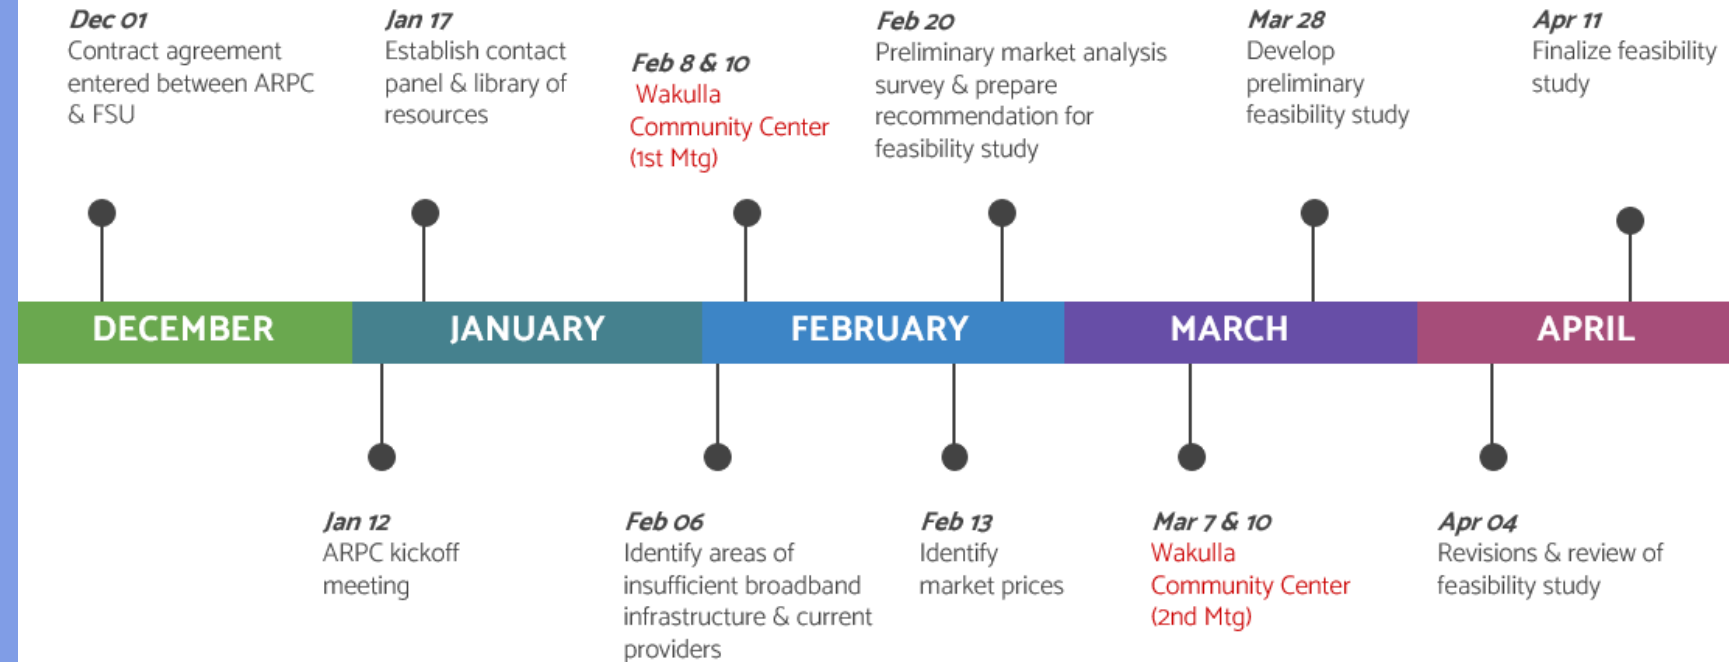 Dec 01
Contract agreement
entered between ARPC
& FSU
Jan 17
Establish contact
panel & library of
resources
Feb 8 & 10
Wakulla
Community Center
(1st Mtg)
Feb 20
Preliminary market analysis
survey & prepare
recommendation for
feasibility study
Mar 28
Develop
preliminary
feasibility study
Apr 11
Finalize feasibility
study
DECEMBER
JANUARY
FEBRUARY
MARCH
APRIL
Jan 12
ARPC kickoff
meeting
Feb 06
Identify areas of
insufficient broadband
infrastructure & current
providers
Feb 13
Identify
market prices
Mar 7 & 10
Wakulla
Community Center
(2nd Mtg)
Apr 04
Revisions & review of
feasibility study